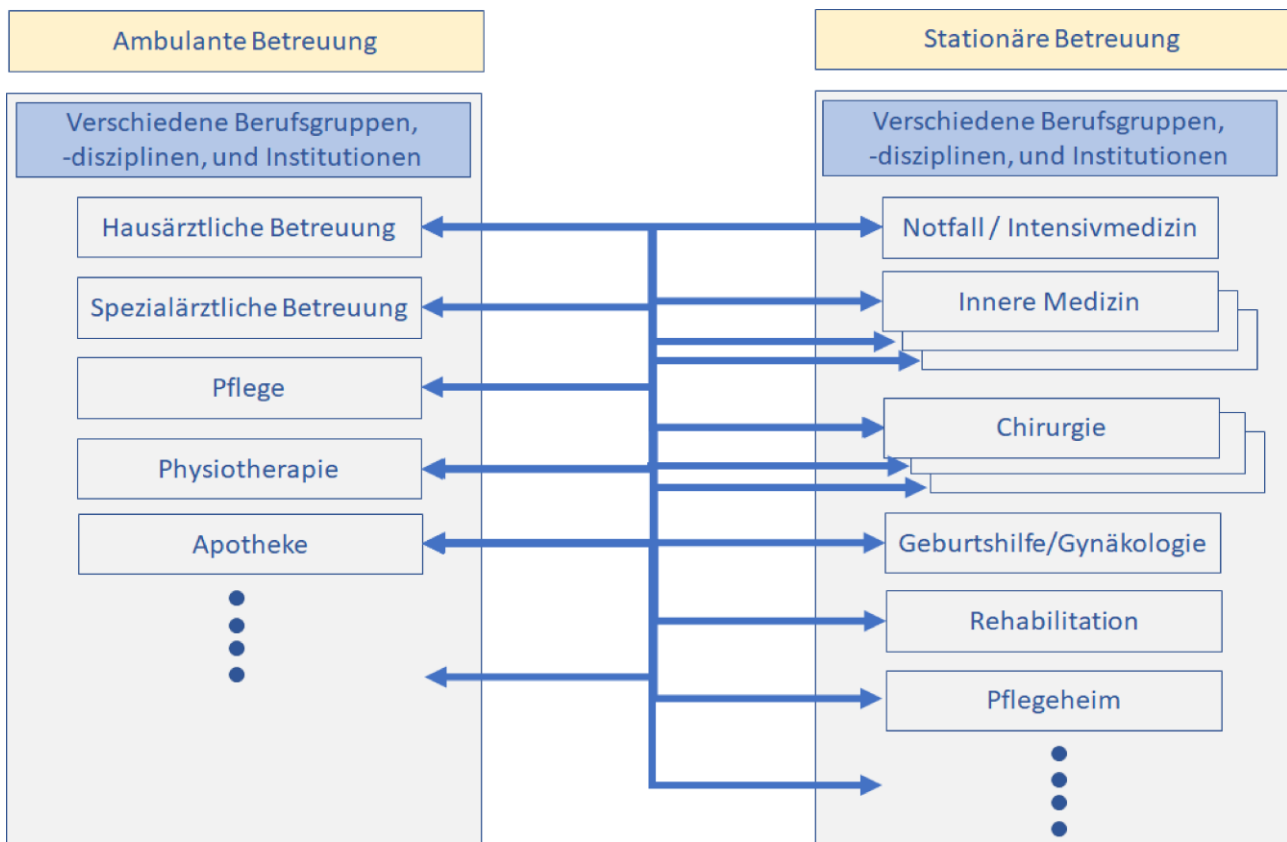 Ambulante Betreuung
Verschiedene Berufsgruppen,
-disziplinen, und Institutionen
Hausärztliche Betreuung
Spezialärztliche Betreuung
Pflege
Physiotherapie
Apotheke
Stationäre Betreuung
Verschiedene Berufsgruppen,
-disziplinen, und Institutionen
Notfall / Intensivmedizin
Innere Medizin
Chirurgie
Geburtshilfe/Gynäkologie
Rehabilitation
Pflegeheim